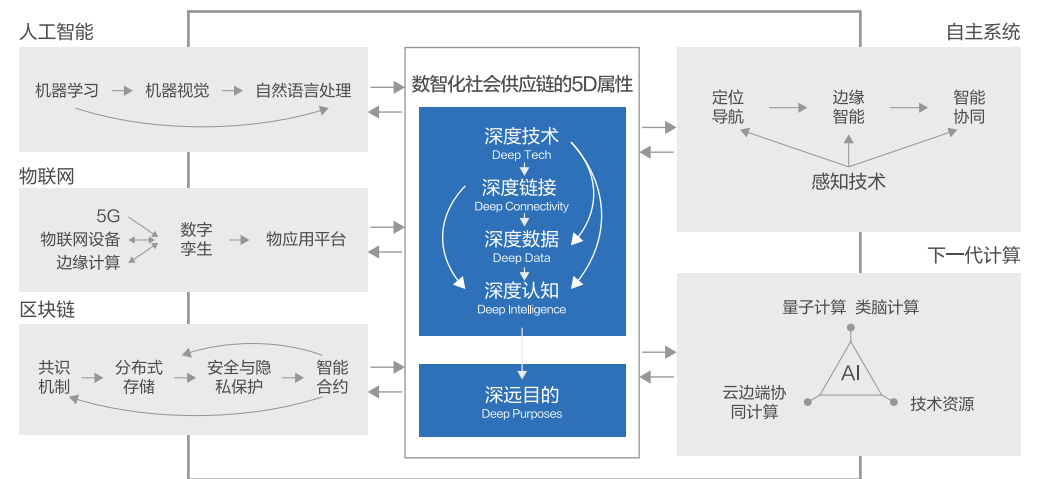 人工智能
机器学习
机器视觉
自然语言处理
物联网
5G
物联网设备
边缘计算
数字
孪生
物应用平台
区块链
共识
机制
分布式
存储
安全与隐
私保护
智能
合约
数智化社会供应链的5D属性
深度技术
Deep Tech
深度链接
Deep Connectivity
深度数据
Deep Data
深度认知
Deep Intelligence
深远目的
Deep Purposes
自主系统
定位
导航
边缘
智能
智能
协同
感知技术
下一代计算
量子计算 类脑计算
AI
云边端协
同计算
技术资源